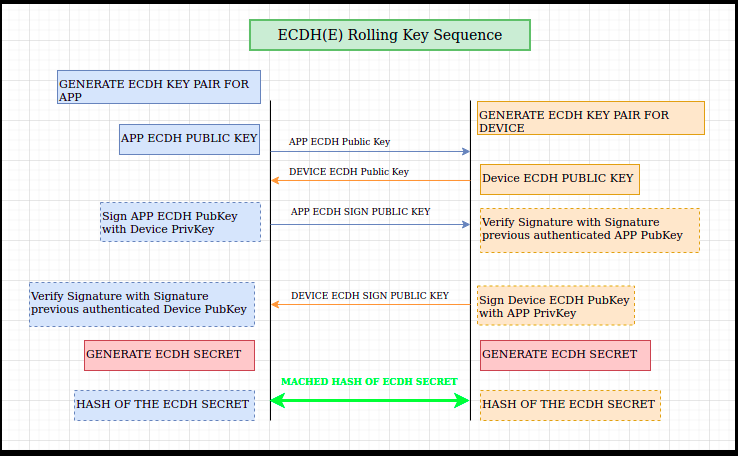 ECDH(E) Rolling Key Sequence
GENERATE ECDH KEY PAIR FOR
APP
GENERATE ECDH KEY PAIR FOR
DEVICE
APP ECDH PUBLIC KEY
APP ECDH Public Key
DEVICE ECDH Public Key
Device ECDH PUBLIC KEY
Sign APP ECDH PubKey
with Device PrivKey
APP ECDH SIGN PUBLIC KEY
Verify Signature with Signature
previous authenticated APP PubKey
Verify Signature with Signature
previous authenticated Device PubKey
DEVICE ECDH SIGN PUBLIC KEY
Sign Device ECDH PubKey
with APP PrivKey
GENERATE ECDH SECRET
GENERATE ECDH SECRET
MACHED HASH OF ECDH SECRET
HASH OF THE ECDH SECRET
HASH OF THE ECDH SECRET